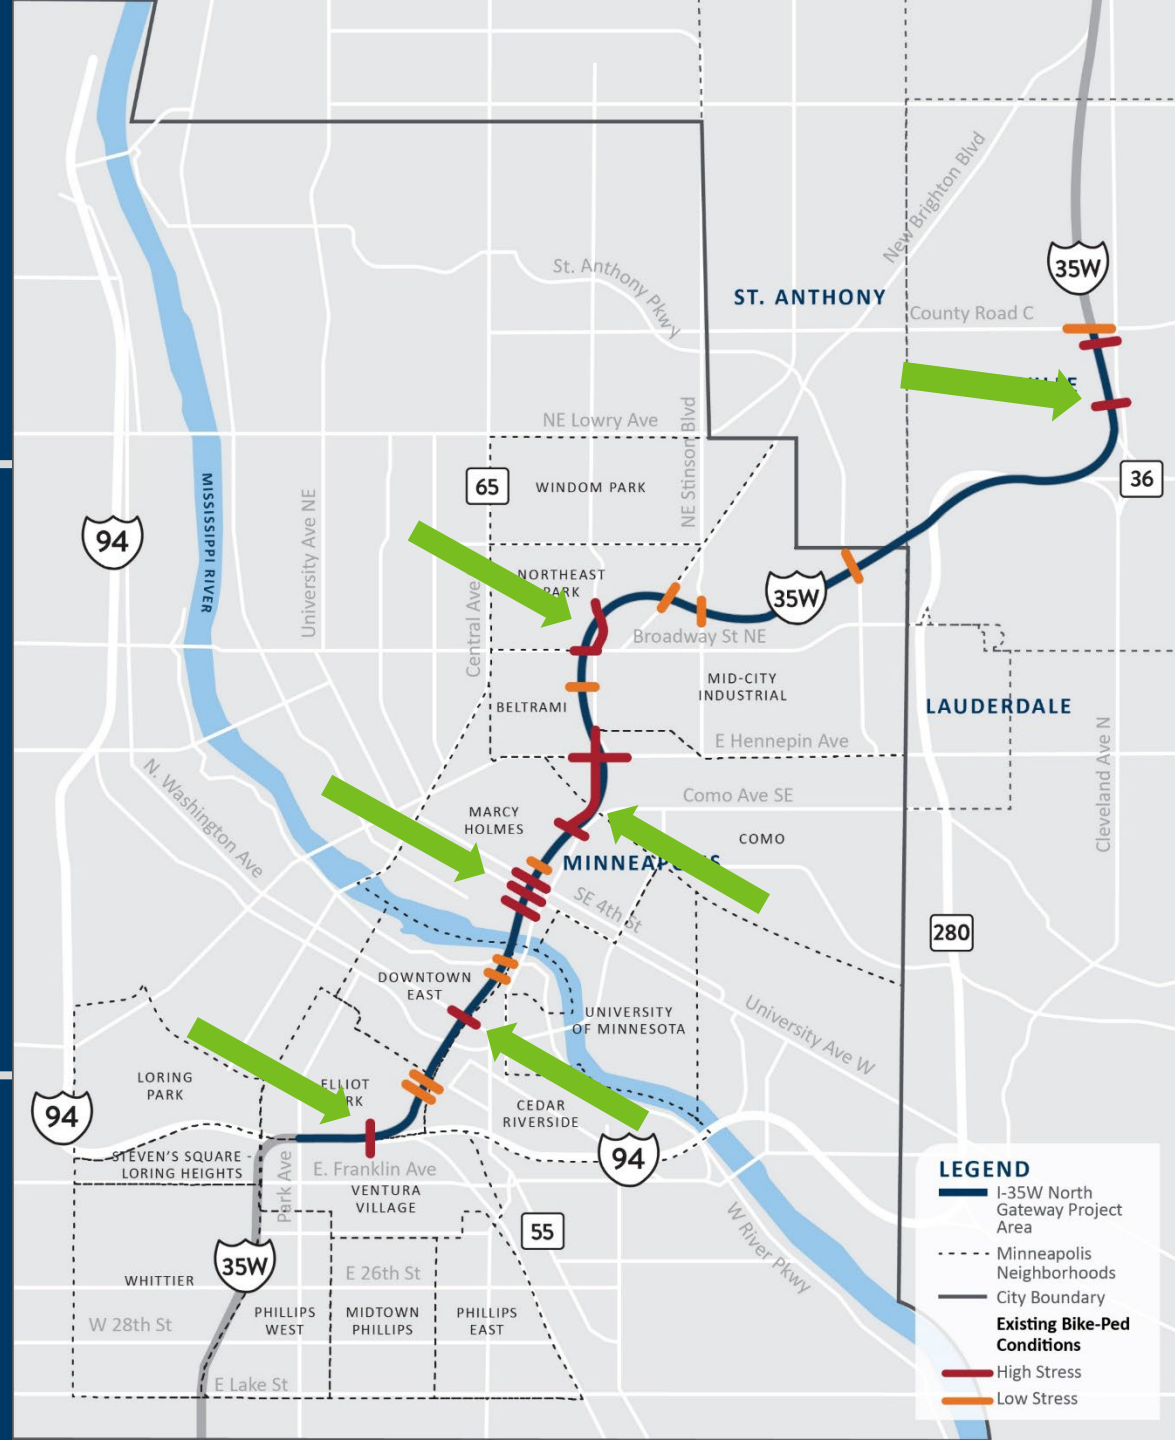 New Brighton Blvd
35W
St. Anthony Pkwy
ST. ANTHONY
County Road C
NE Lowry Ave
NE Stinson Blvd
65
WINDOM PARK
36
MISSISSIPPI RIVER
University Ave NE
94
NORTHEAST
PARK
Central Ave
35W
Broadway St NE
MID-CITY
INDUSTRIAL
BELTRAMI
LAUDERDALE
E Hennepin Ave
Cleveland Ave N
N. Washington Ave
Como Ave SE
MARCY
HOLMES
COMO
MINNEAPOLIS
SE 4th St
280
DOWNTOWN
EAST
UNIVERSITY
OF MINNESOTA
University Ave W
LORING
PARK
ELLIOT
94
CEDAR
RIVERSIDE
94
STEVEN'S SQUARE -
LORING HEIGHTS
E. Franklin Ave
Park Ave
VENTURA
VILLAGE
55
W River Pkwy
35W
WHITTIER
E 26th St
W 28th St
PHILLIPS
WEST
MIDTOWN
PHILLIPS
PHILLIPS
EAST
E Lake St
LEGEND
I-35W North
Gateway Project
Area
Minneapolis
Neighborhoods
City Boundary
Existing Bike-Ped
Conditions
High Stress
Low Stress